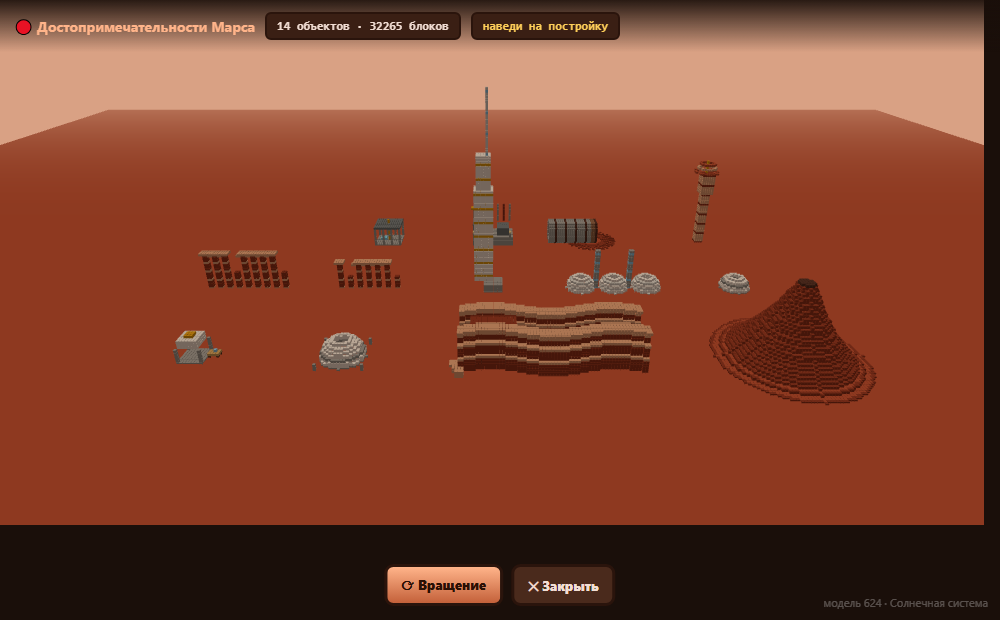 Достопримечательности Марса
14 объектов · 32265 блоков
наведи на постройку
⟳ Вращение
✕ Закрыть
модель 624 · Солнечная система